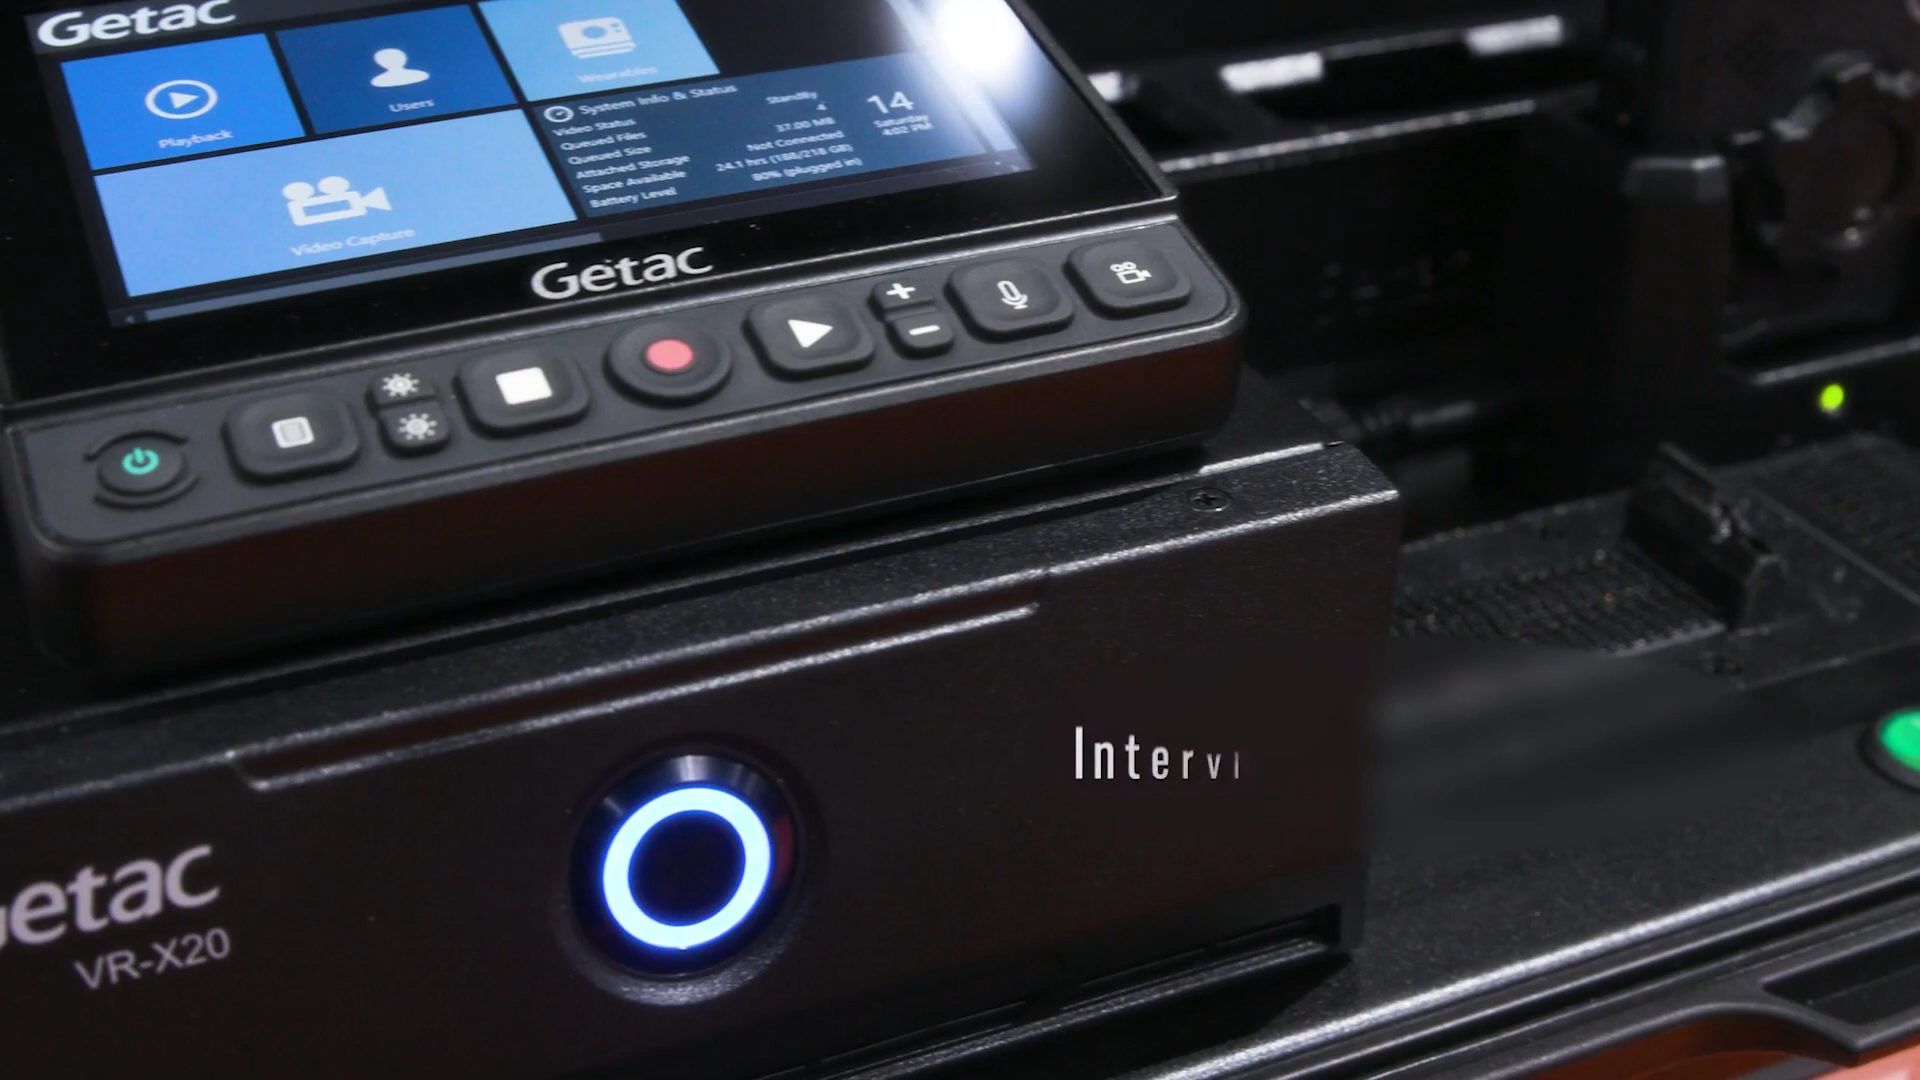 Getac
Playback
Users
Wearables
Video Capture
System Info & Status
Video Status Standby
Queued Files 4
Queued Size 37.00 MB
Attached Storage Not Connected
Space Available 24.1 hrs (188/218 GB)
Battery Level 80% (plugged in)
14
Saturday
4:02 PM
Getac
+
-
Intervi
Getac
VR-X20